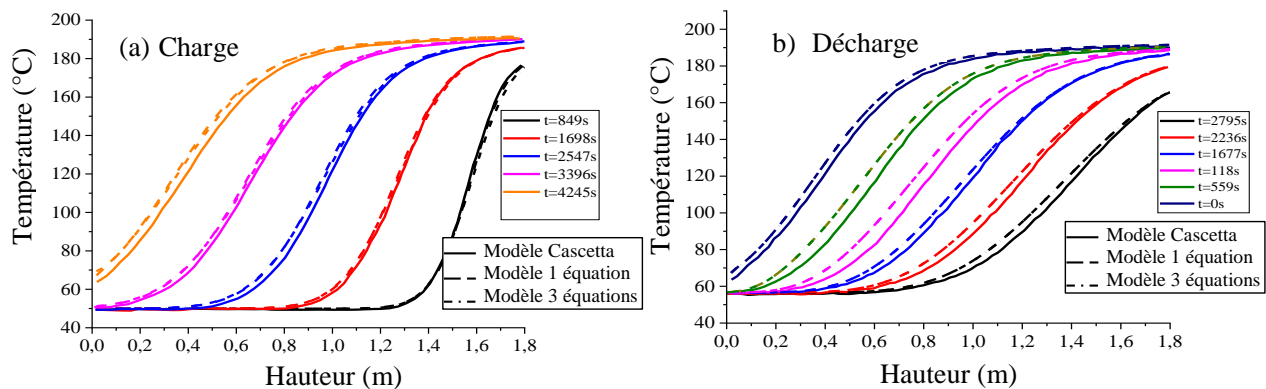 (a) Charge
Température (°C)
200
180
160
140
120
100
80
60
40
t=849s
t=1698s
t=2547s
t=3396s
t=4245s
Modèle Cascetta
Modèle 1 équation
Modèle 3 équations
0,0 0,2 0,4 0,6 0,8 1,0 1,2 1,4 1,6 1,8
Hauteur (m)
b) Décharge
Température (°C)
200
180
160
140
120
100
80
60
40
t=2795s
t=2236s
t=1677s
t=118s
t=559s
t=0s
Modèle Cascetta
Modèle 1 équation
Modèle 3 équations
0,0 0,2 0,4 0,6 0,8 1,0 1,2 1,4 1,6 1,8
Hauteur (m)